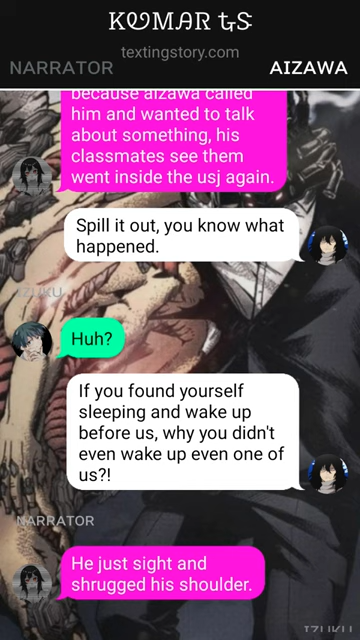 KUMAR GS
textingstory.com
NARRATOR AIZAWA
because aizawa called
him and wanted to talk
about something, his
classmates see them
went inside the usj again.
Spill it out, you know what
happened.
IZUKU
Huh?
If you found yourself
sleeping and wake up
before us, why you didn't
even wake up even one of
us?!
NARRATOR
He just sight and
shrugged his shoulder.
IZUKU